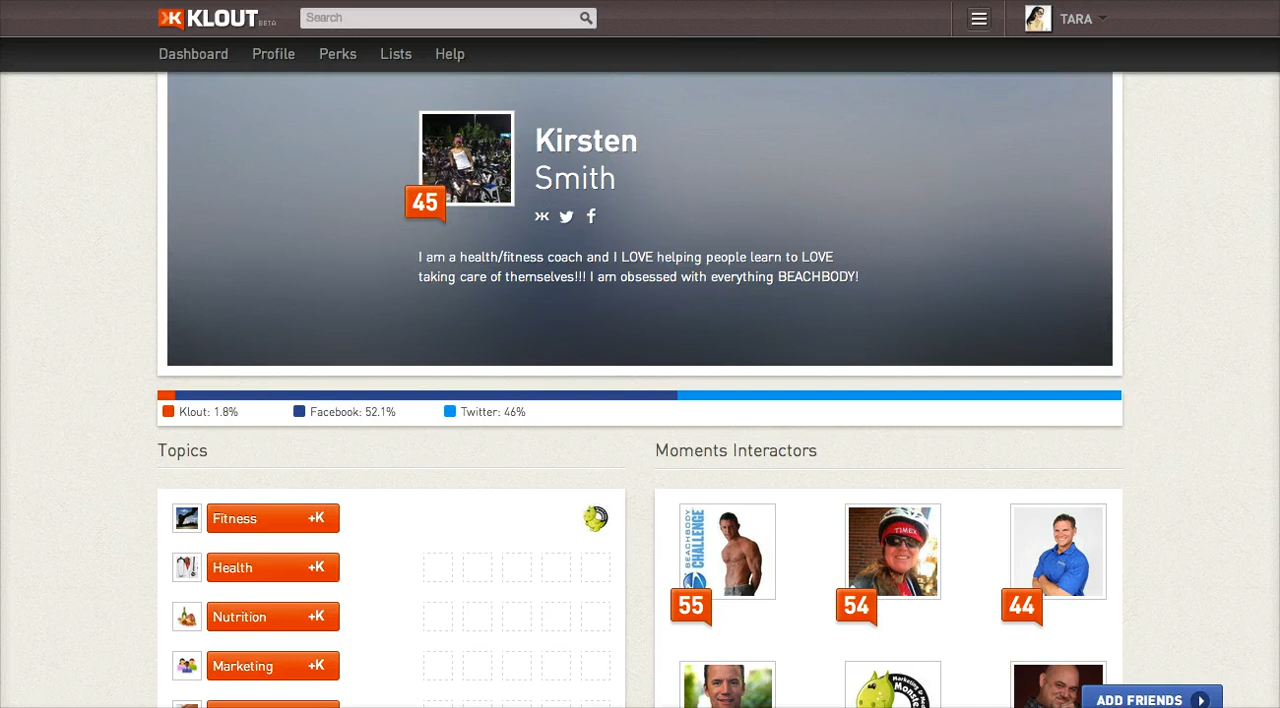 KLOUT BETA
Search
TARA
Dashboard
Profile
Perks
Lists
Help
Kirsten
Smith
45
I am a health/fitness coach and I LOVE helping people learn to LOVE
taking care of themselves!!! I am obsessed with everything BEACHBODY!
Klout: 1.8%
Facebook: 52.1%
Twitter: 46%
Topics
Fitness +K
Health +K
Nutrition +K
Marketing +K
Moments Interactors
BEACHBODY
CHALLENGE
55
TIMEX
54
44
Marketing &
Monster
ADD FRIENDS